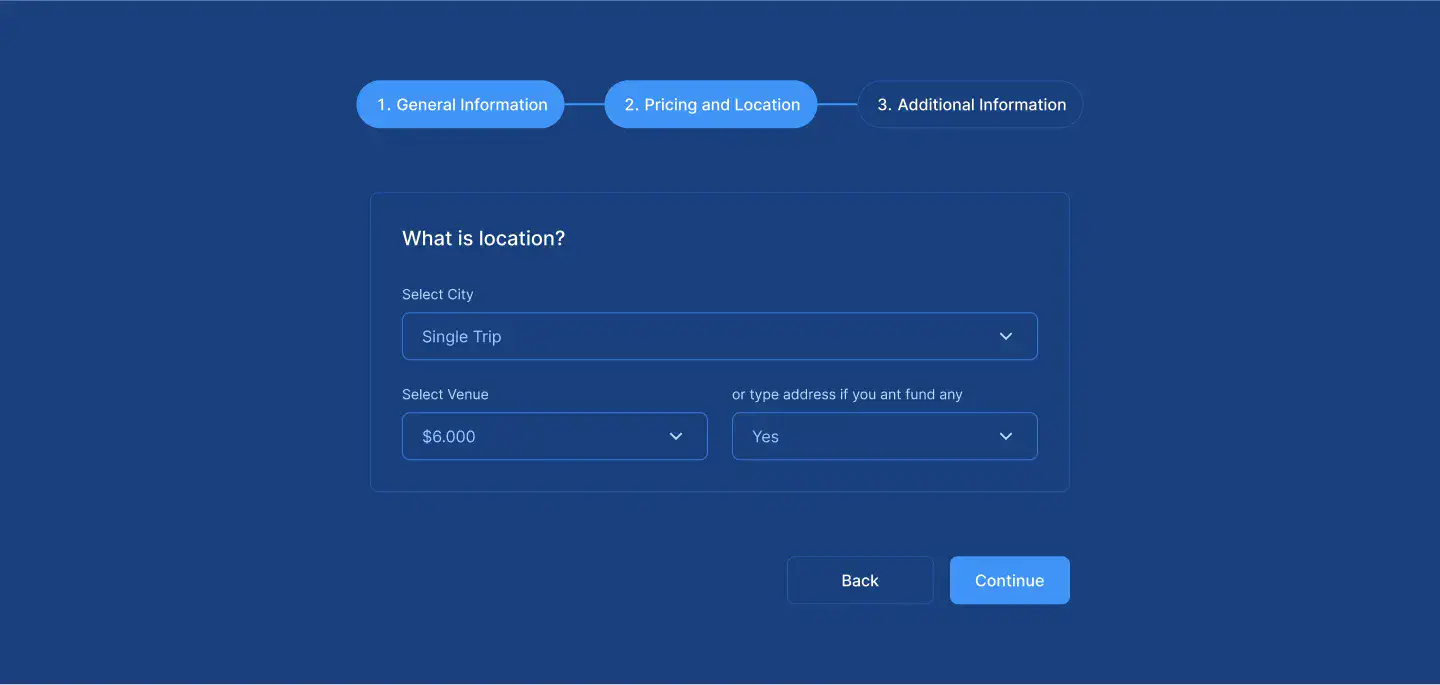 1. General Information
2. Pricing and Location
3. Additional Information
What is location?
Select City
Single Trip
Select Venue
or type address if you ant fund any
$6.000
Yes
Back
Continue